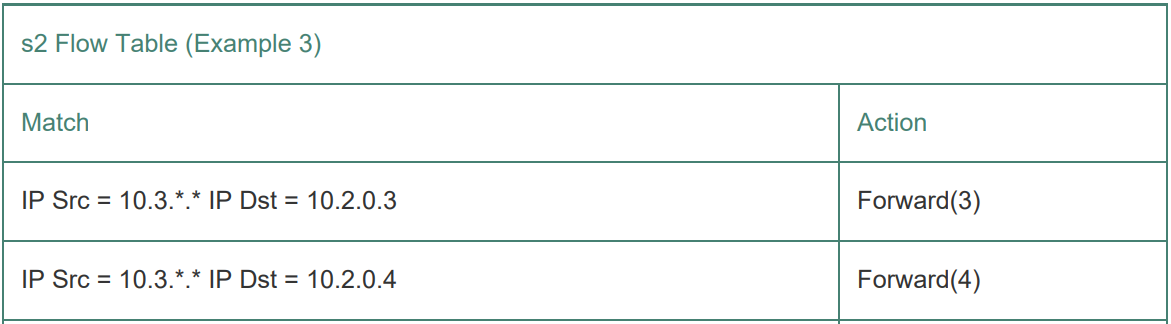 s2 Flow Table (Example 3)
Match Action
IP Src = 10.3.*.* IP Dst = 10.2.0.3 Forward(3)
IP Src = 10.3.*.* IP Dst = 10.2.0.4 Forward(4)